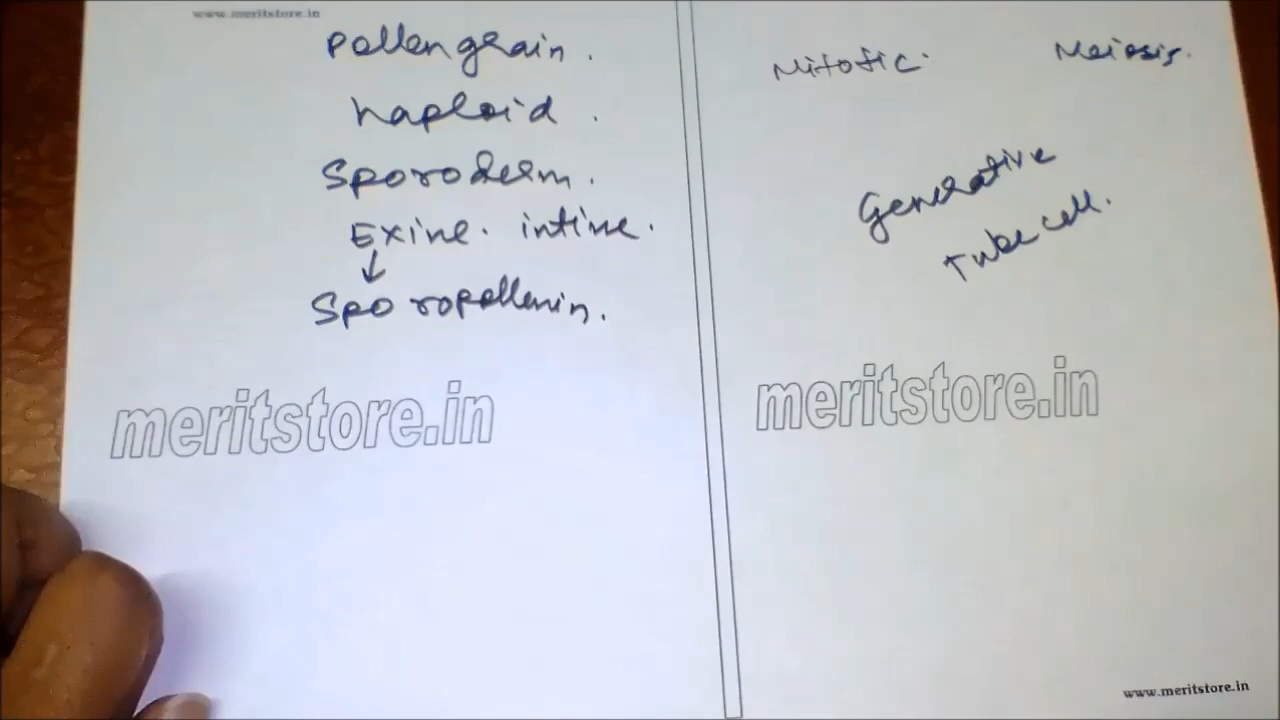 www.meritstore.in
Pollengrain.
haploid.
Sporoderm.
Exine. intine.
↓
Sporopollenin.
meritstore.in
Mitotic. Meiosis.
Generative
Tube cell.
meritstore.in
www.meritstore.in